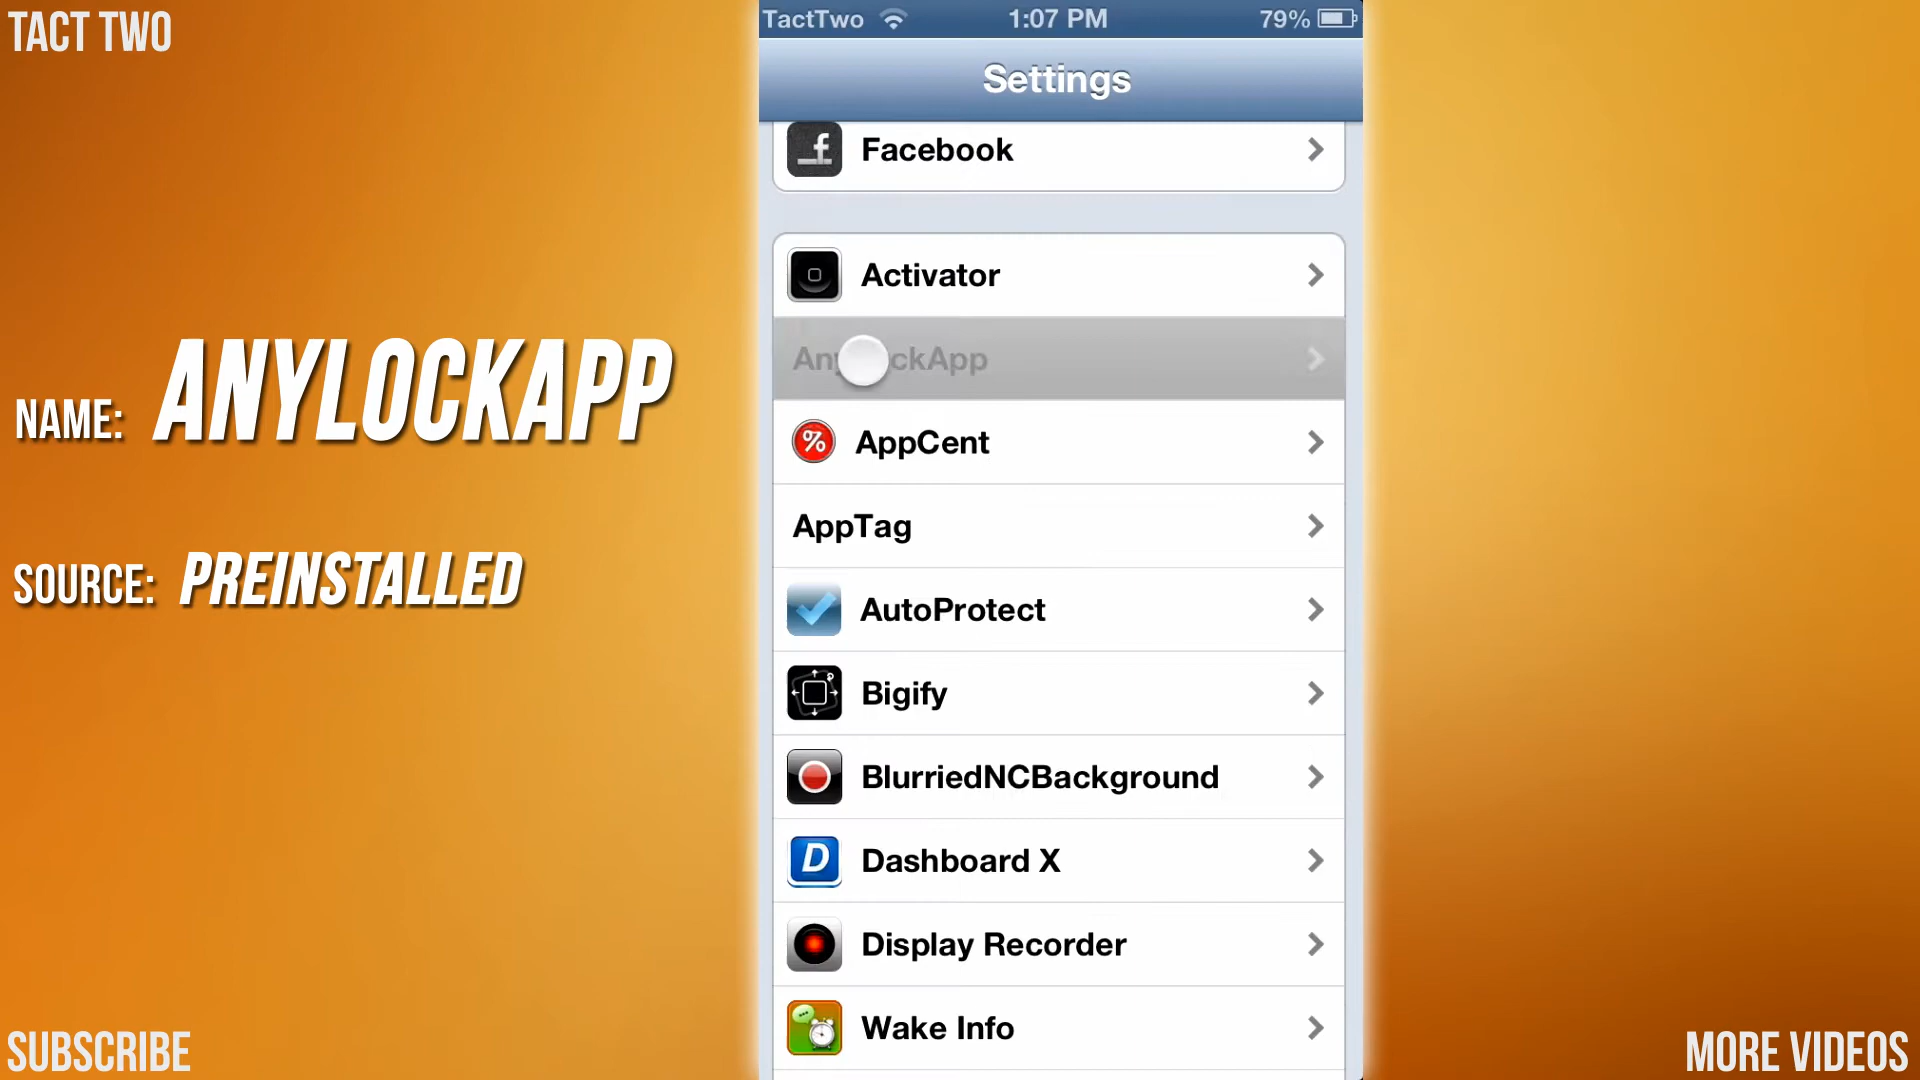 TACT TWO
TactTwo
1:07 PM
79%
Settings
Facebook
Activator
AppCent
AppTag
AutoProtect
Bigify
BlurriedNCBackground
Dashboard X
Display Recorder
Wake Info
NAME: ANYLOCKAPP
SOURCE: PREINSTALLED
SUBSCRIBE
MORE VIDEOS